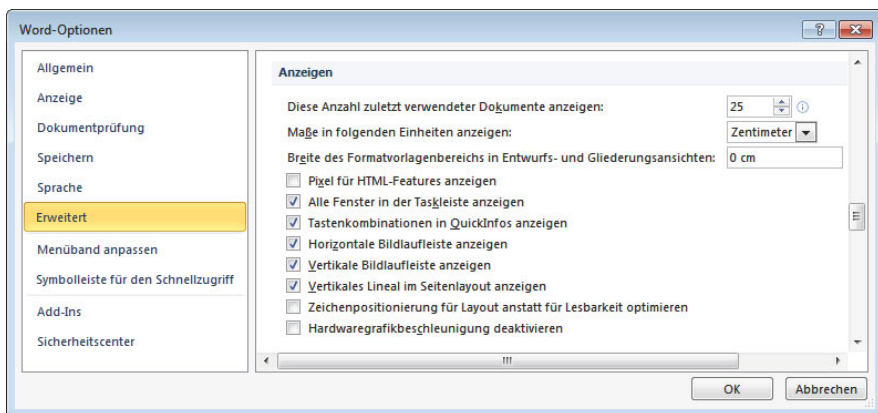 Word-Optionen
Allgemein
Anzeige
Dokumentprüfung
Speichern
Sprache
Erweitert
Menüband anpassen
Symbolleiste für den Schnellzugriff
Add-Ins
Sicherheitscenter
Anzeigen
Diese Anzahl zuletzt verwendeter Dokumente anzeigen: 25
Maße in folgenden Einheiten anzeigen: Zentimeter
Breite des Formatvorlagenbereichs in Entwurfs- und Gliederungsansichten: 0 cm
Pixel für HTML-Features anzeigen
Alle Fenster in der Taskleiste anzeigen
Tastenkombinationen in QuickInfos anzeigen
Horizontale Bildlaufleiste anzeigen
Vertikale Bildlaufleiste anzeigen
Vertikales Lineal im Seitenlayout anzeigen
Zeichenpositionierung für Layout anstatt für Lesbarkeit optimieren
Hardwaregrafikbeschleunigung deaktivieren
OK Abbrechen